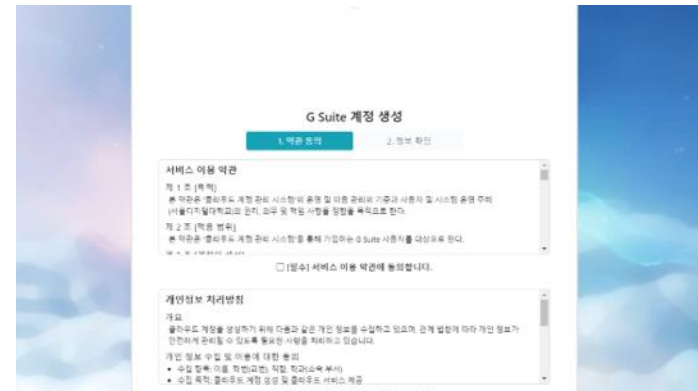 G Suite 계정 생성
1. 약관 동의
2. 정보 확인
서비스 이용 약관
제 1 조 [목적]
본 약관은 '클라우드 계정 관리 시스템'의 운영 및 이용 관리의 기준과 사용자 및 시스템 운영 주체
(서울디지털대학교)의 권리, 의무 및 책임 사항을 정함을 목적으로 한다.
제 2 조 [적용 범위]
본 약관은 '클라우드 계정 관리 시스템'을 통해 가입하는 G Suite 사용자를 대상으로 한다.
[필수] 서비스 이용 약관에 동의합니다.
개인정보 처리방침
개요
클라우드 계정을 생성하기 위해 다음과 같은 개인 정보를 수집하고 있으며, 관계 법령에 따라 개인 정보가
안전하게 관리될 수 있도록 필요한 사항을 처리하고 있습니다.
개인 정보 수집 및 이용에 대한 동의
• 수집 항목: 이름, 학번(교번), 직첩, 학과(소속 부서)
• 수집 목적: 클라우드 계정 생성 및 클라우드 서비스 제공